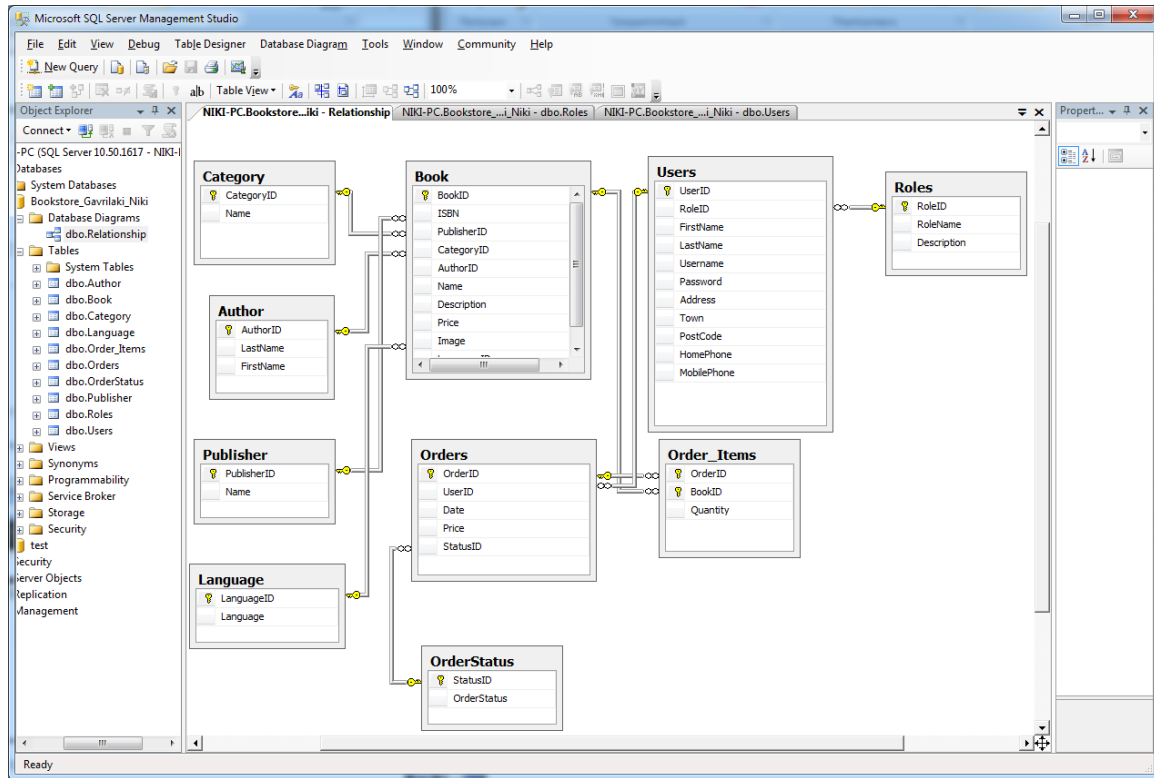 Microsoft SQL Server Management Studio
File Edit View Debug Table Designer Database Diagram Tools Window Community Help
New Query
Table View 100%
Object Explorer
Connect
-PC (SQL Server 10.50.1617 - NIKI-
Databases
System Databases
Bookstore_Gavrilaki_Niki
Database Diagrams
dbo.Relationship
Tables
System Tables
dbo.Author
dbo.Book
dbo.Category
dbo.Language
dbo.Order_Items
dbo.Orders
dbo.OrderStatus
dbo.Publisher
dbo.Roles
dbo.Users
Views
Synonyms
Programmability
Service Broker
Storage
Security
test
Security
Server Objects
Replication
Management
NIKI-PC.Bookstore...iki - Relationship NIKI-PC.Bookstore_...i_Niki - dbo.Roles NIKI-PC.Bookstore_...i_Niki - dbo.Users
Category
CategoryID
Name
Author
AuthorID
LastName
FirstName
Publisher
PublisherID
Name
Language
LanguageID
Language
Book
BookID
ISBN
PublisherID
CategoryID
AuthorID
Name
Description
Price
Image
Orders
OrderID
UserID
Date
Price
StatusID
OrderStatus
StatusID
OrderStatus
Users
UserID
RoleID
FirstName
LastName
Username
Password
Address
Town
PostCode
HomePhone
MobilePhone
Order_Items
OrderID
BookID
Quantity
Roles
RoleID
RoleName
Description
Propert...
Ready